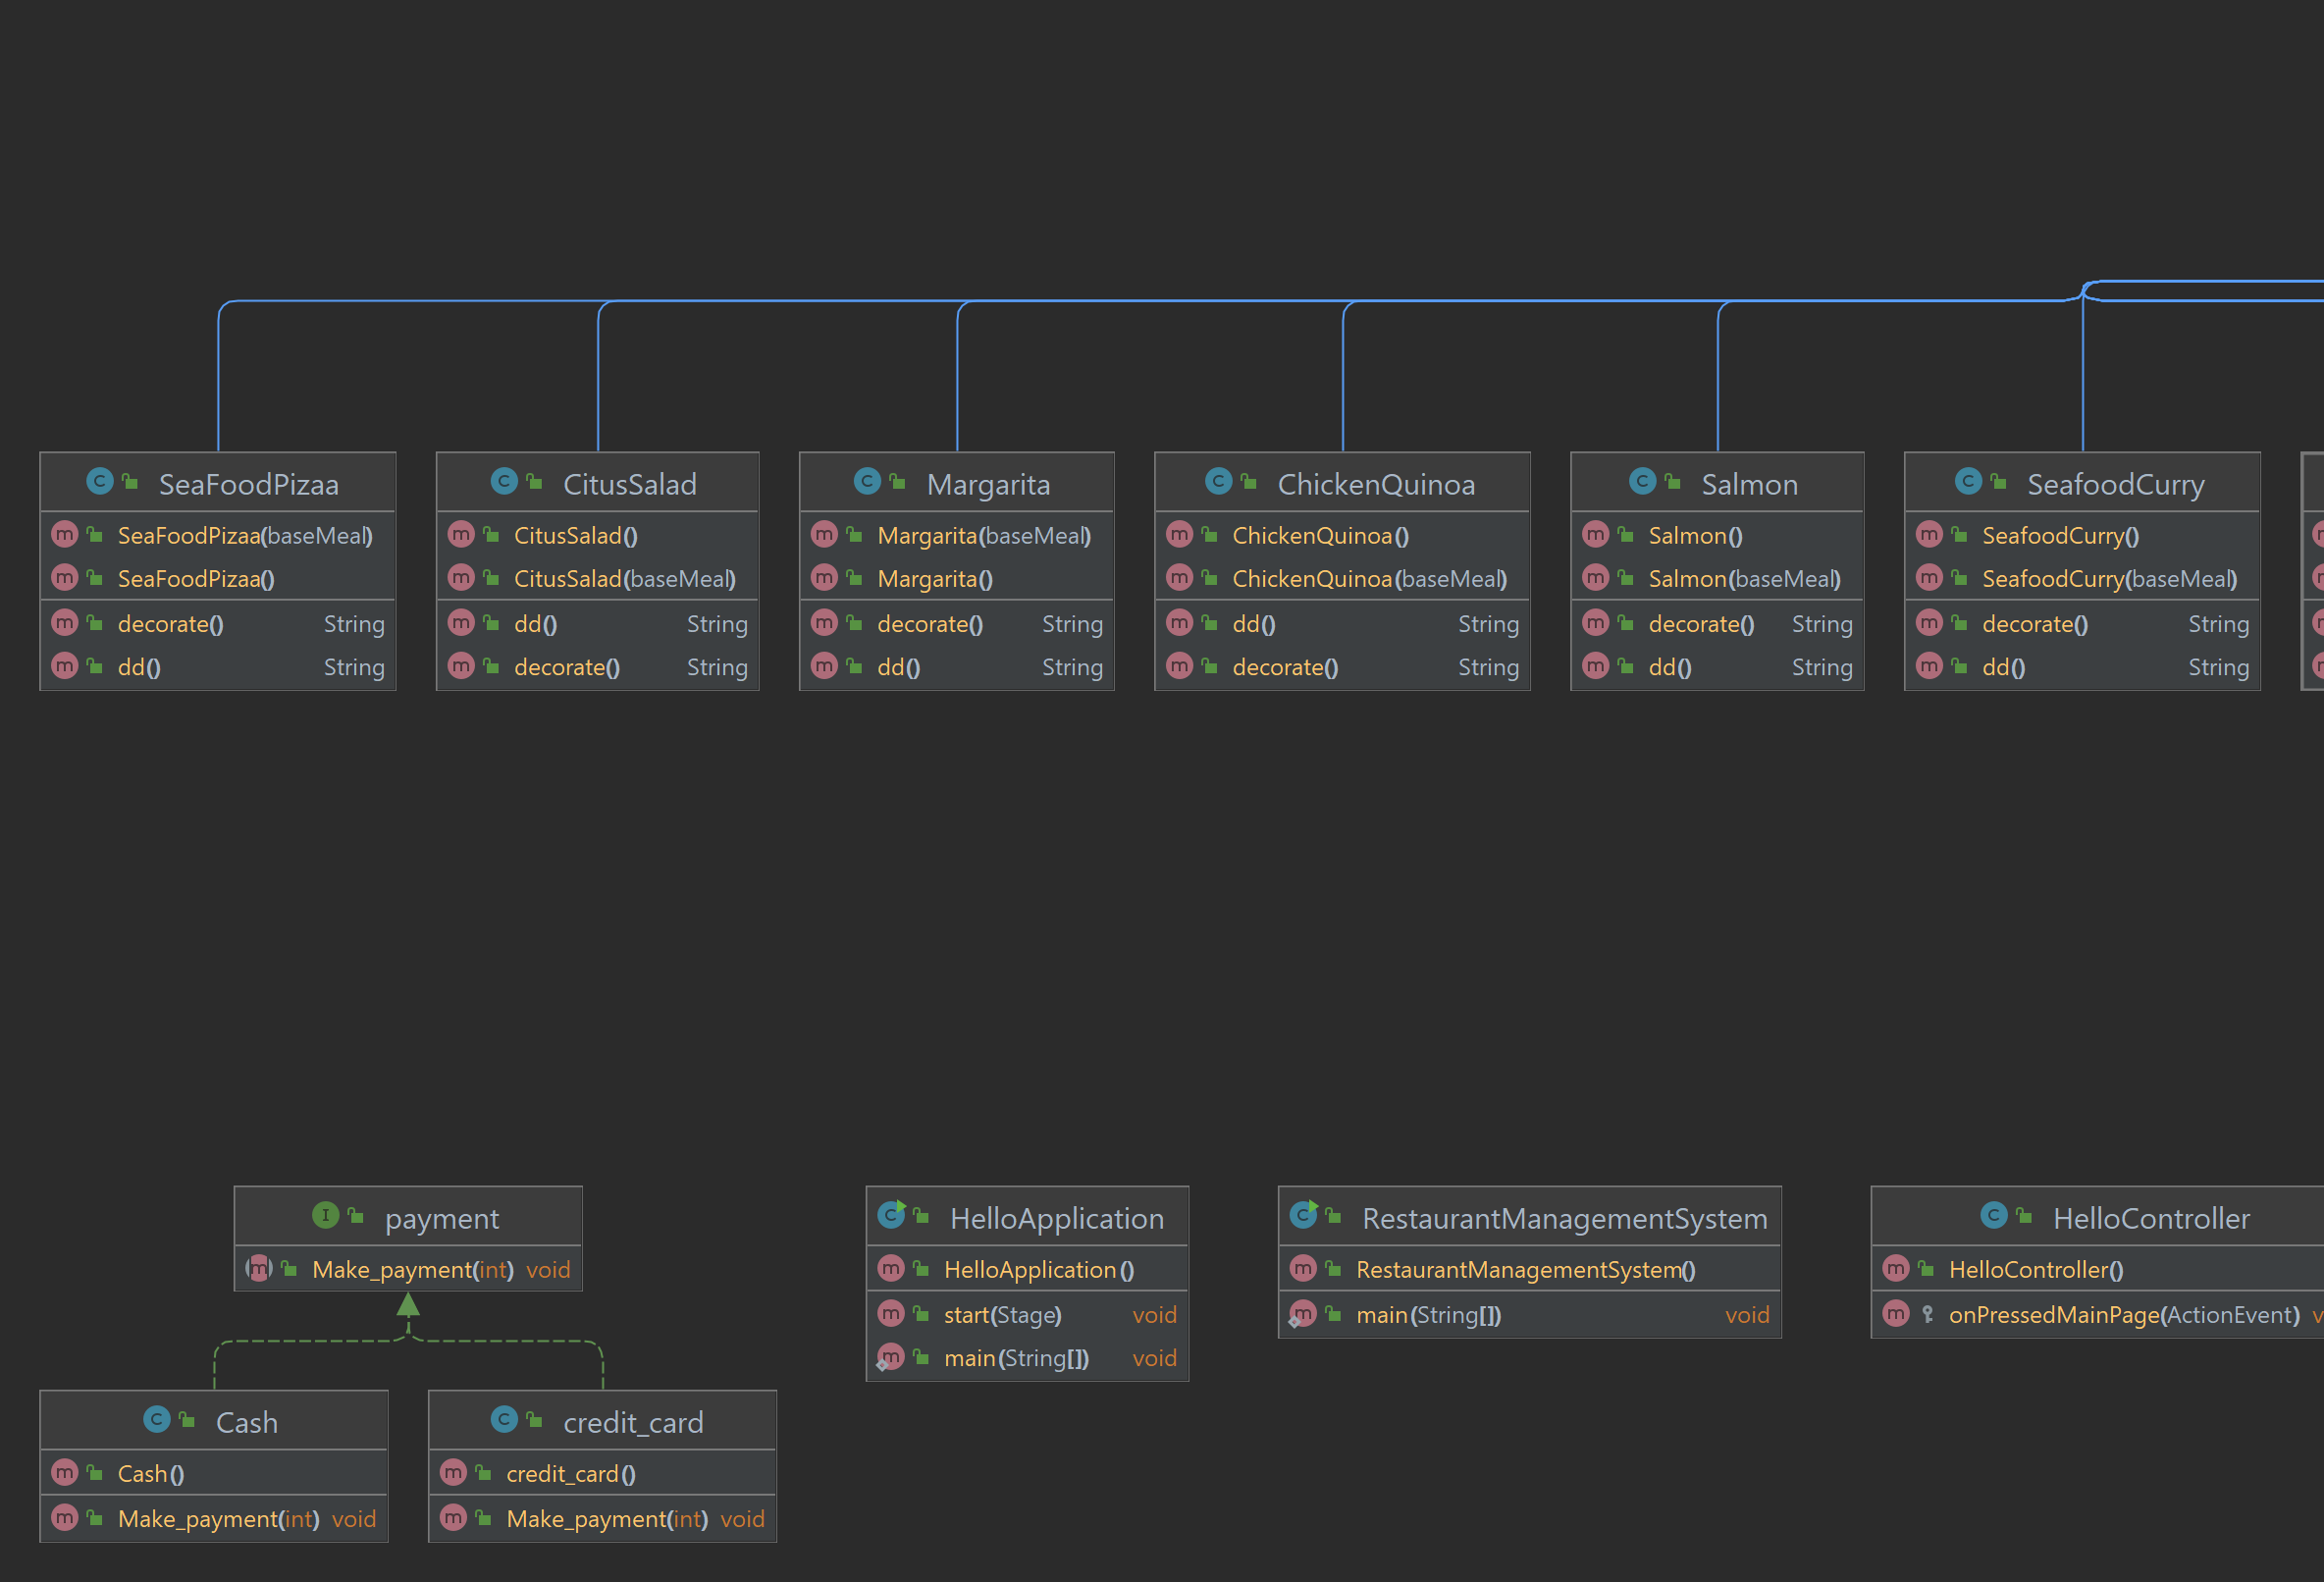 SeaFoodPizaa
SeaFoodPizaa(baseMeal)
SeaFoodPizaa()
decorate() String
dd() String
CitusSalad
CitusSalad()
CitusSalad(baseMeal)
dd() String
decorate() String
Margarita
Margarita(baseMeal)
Margarita()
decorate() String
dd() String
ChickenQuinoa
ChickenQuinoa()
ChickenQuinoa(baseMeal)
dd() String
decorate() String
Salmon
Salmon()
Salmon(baseMeal)
decorate() String
dd() String
SeafoodCurry
SeafoodCurry()
SeafoodCurry(baseMeal)
decorate() String
dd() String
payment
Make_payment(int) void
Cash
Cash()
Make_payment(int) void
credit_card
credit_card()
Make_payment(int) void
HelloApplication
HelloApplication()
start(Stage) void
main(String[]) void
RestaurantManagementSystem
RestaurantManagementSystem()
main(String[]) void
HelloController
HelloController()
onPressedMainPage(ActionEvent)